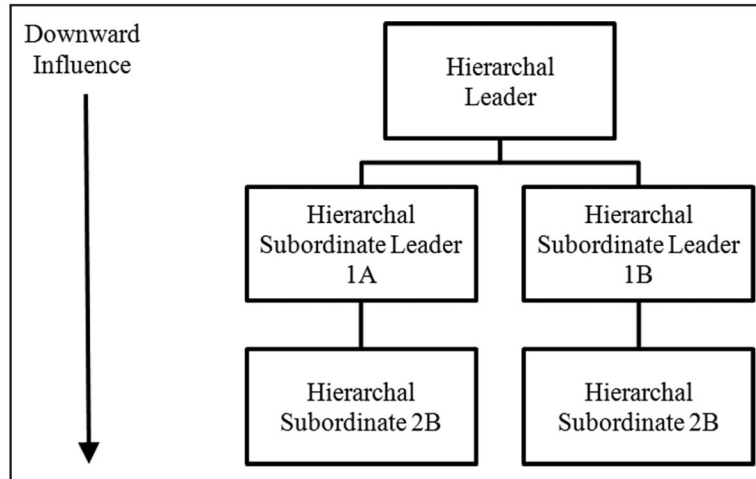 Downward
Influence
Hierarchal
Leader
Hierarchal
Subordinate Leader
1A
Hierarchal
Subordinate Leader
1B
Hierarchal
Subordinate 2B
Hierarchal
Subordinate 2B